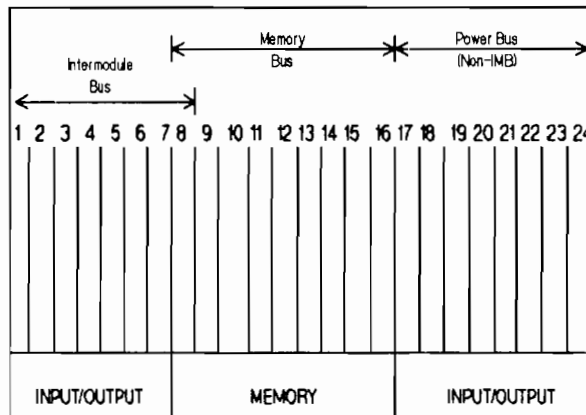 Memory
Bus
Power Bus
(Non-IMB)
Intermodule
Bus
1 2 3 4 5 6 7 8 9 10 11 12 13 14 15 16 17 18 19 20 21 22 23 24
INPUT/OUTPUT MEMORY INPUT/OUTPUT